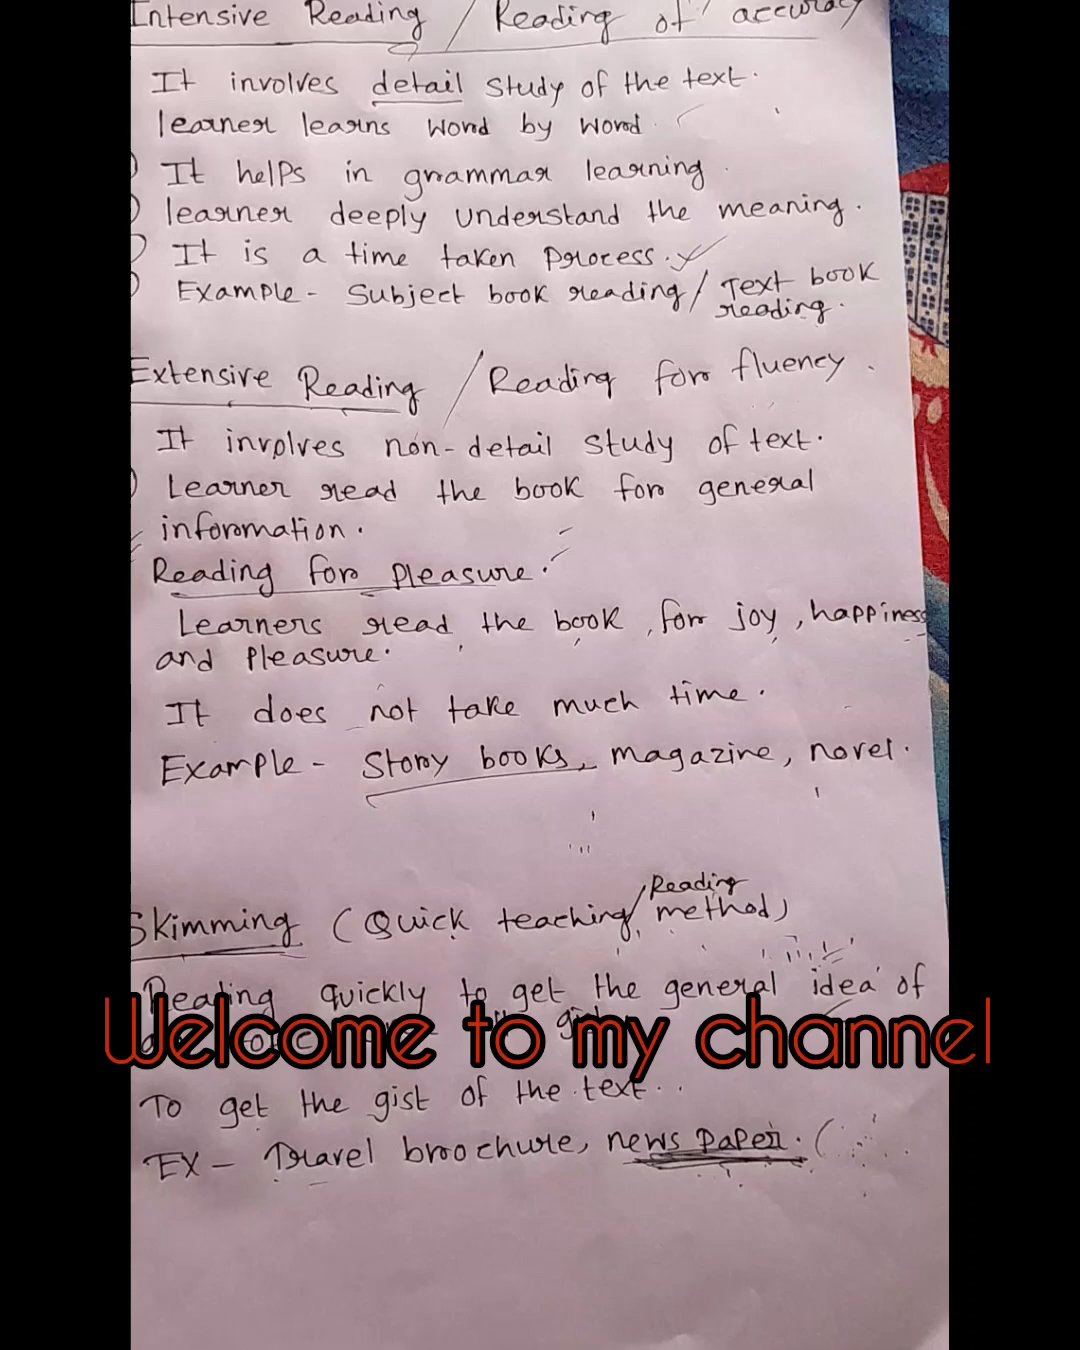 Intensive Reading / Reading of accuracy
It involves detail study of the text.
learner learns word by word
It helps in grammar learning.
learner deeply understand the meaning.
It is a time taken process.
Example - Subject book reading / Text book
reading.
Extensive Reading / Reading for fluency.
It involves non-detail study of text.
Learner read the book for general
information.
Reading for pleasure.
Learners read the book, for joy, happiness
and pleasure.
It does not take much time.
Example - Story books, magazine, novel.
Reading
Skimming (Quick teaching/ method)
Reading quickly to get the general idea of
Welcome to my channel
To get the gist of the text.
EX - Travel brochure, news paper.